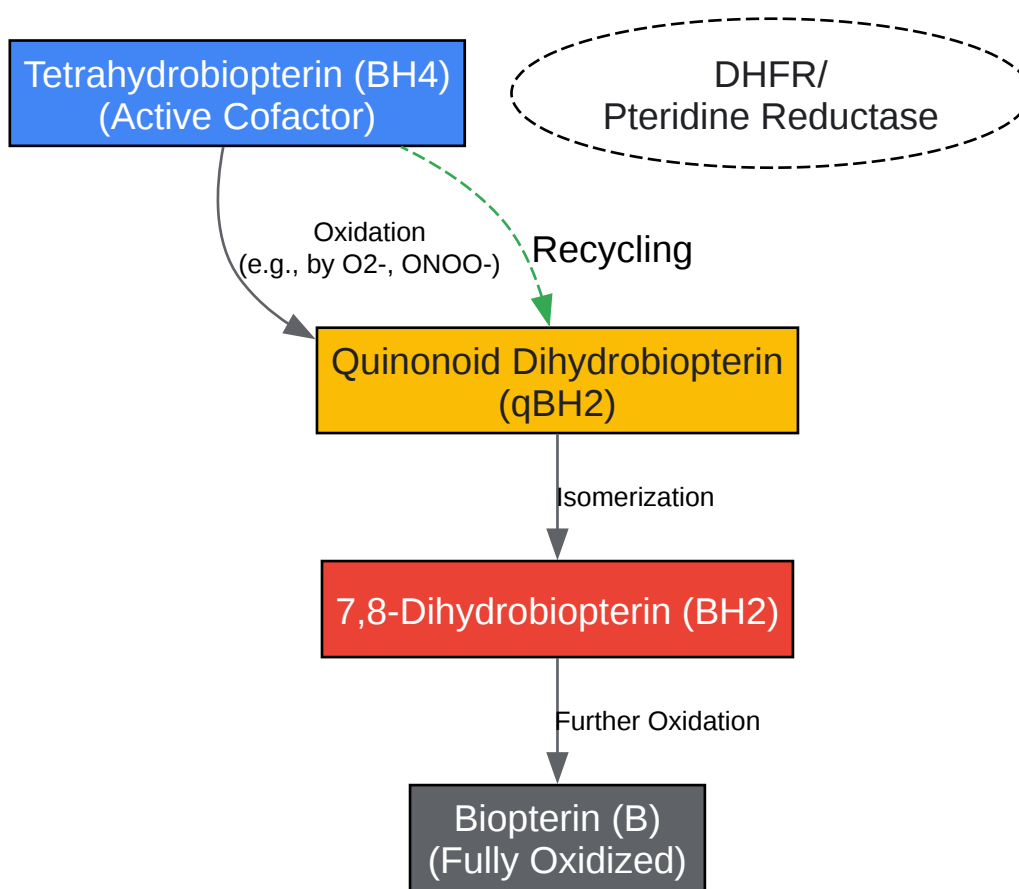 Tetrahydrobiopterin (BH4)
(Active Cofactor)
DHFR/
Pteridine Reductase
Oxidation
(e.g., by O2-, ONOO-)
Recycling
Quinonoid Dihydrobiopterin
(qBH2)
Isomerization
7,8-Dihydrobiopterin (BH2)
Further Oxidation
Biopterin (B)
(Fully Oxidized)